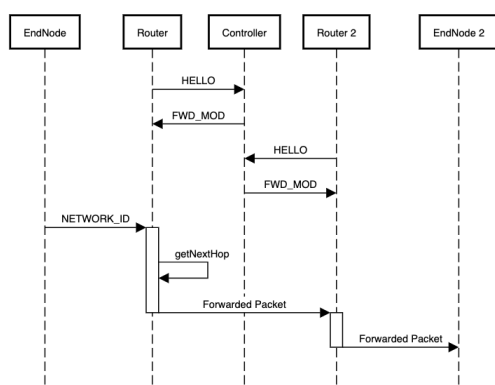 EndNode
Router
Controller
Router 2
EndNode 2
HELLO
FWD_MOD
HELLO
FWD_MOD
NETWORK_ID
getNextHop
Forwarded Packet
Forwarded Packet